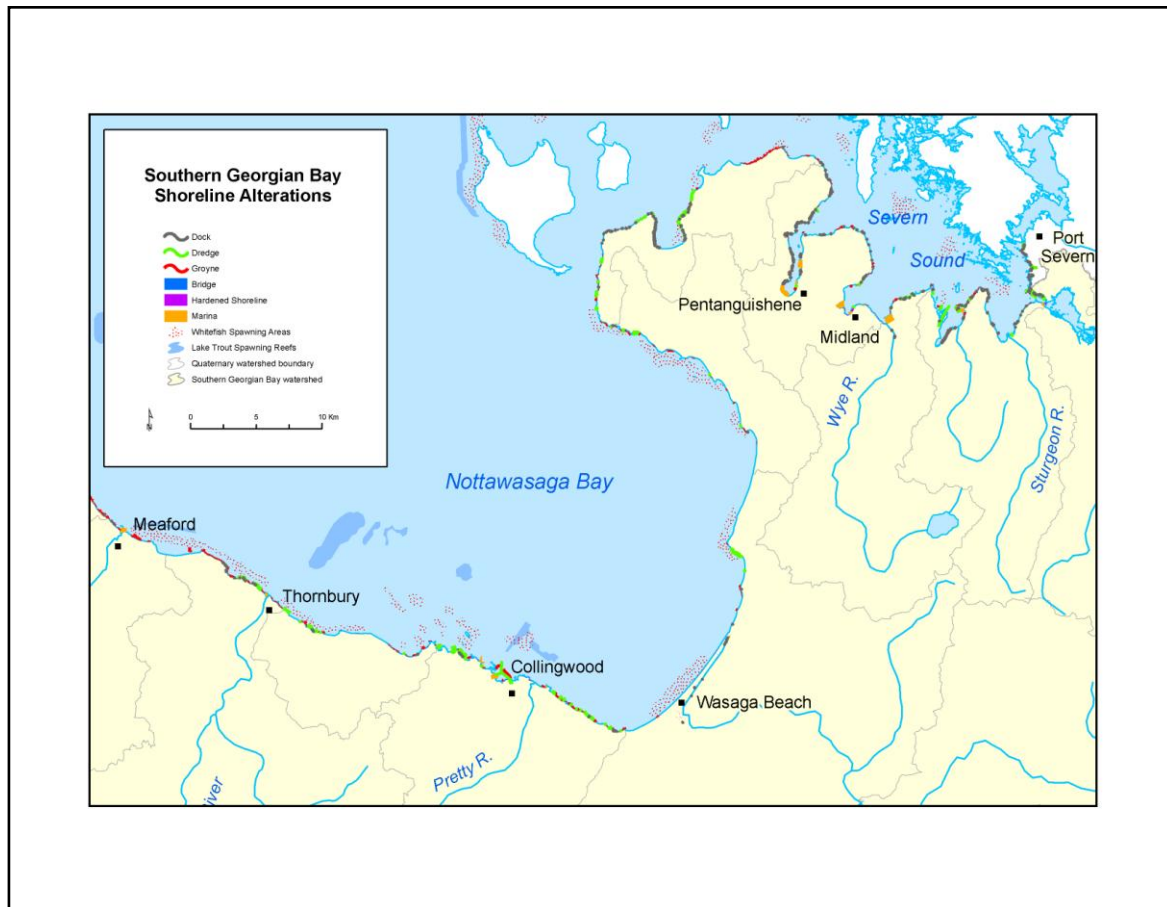 Southern Georgian Bay
Shoreline Alterations
Dock
Dredge
Groyne
Bridge
Hardened Shoreline
Marina
Whitefish Spawning Areas
Lake Trout Spawning Reefs
Quaternary watershed boundary
Southern Georgian Bay watershed
N
0 5 10 Km
Severn
Sound
Port
Severn
Pentanguishene
Midland
Wye R.
Sturgeon R.
Nottawasaga Bay
Meaford
Thornbury
Collingwood
Wasaga Beach
Pretty R.
iver